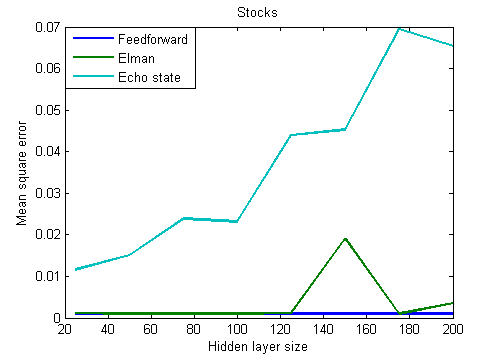 Stocks
Feedforward
Elman
Echo state
Mean square error
0.07
0.06
0.05
0.04
0.03
0.02
0.01
0
20 40 60 80 100 120 140 160 180 200
Hidden layer size